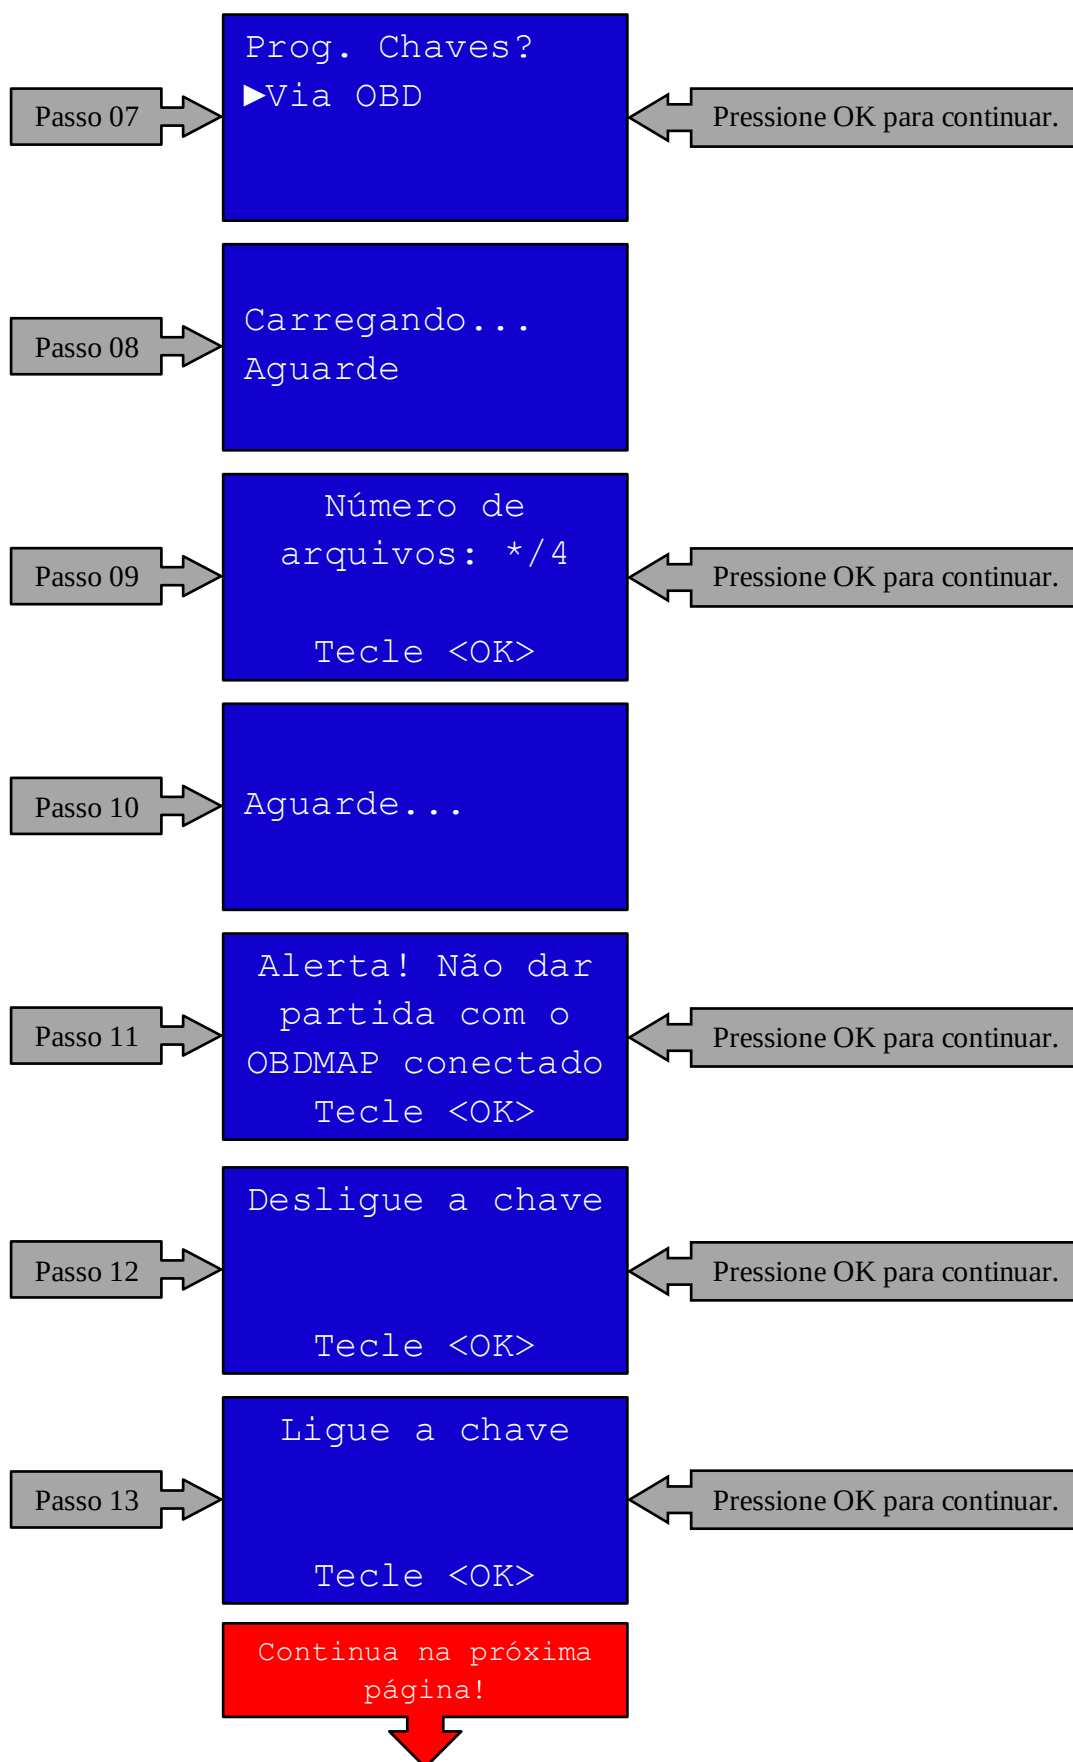 Prog. Chaves?
►Via OBD
Passo 07
Pressione OK para continuar.
Carregando...
Aguarde
Passo 08
Número de
arquivos: */4
Tecle <OK>
Passo 09
Pressione OK para continuar.
Aguarde...
Passo 10
Alerta! Não dar
partida com o
OBDMAP conectado
Tecle <OK>
Passo 11
Pressione OK para continuar.
Desligue a chave
Tecle <OK>
Passo 12
Pressione OK para continuar.
Ligue a chave
Tecle <OK>
Passo 13
Pressione OK para continuar.
Continua na próxima
página!